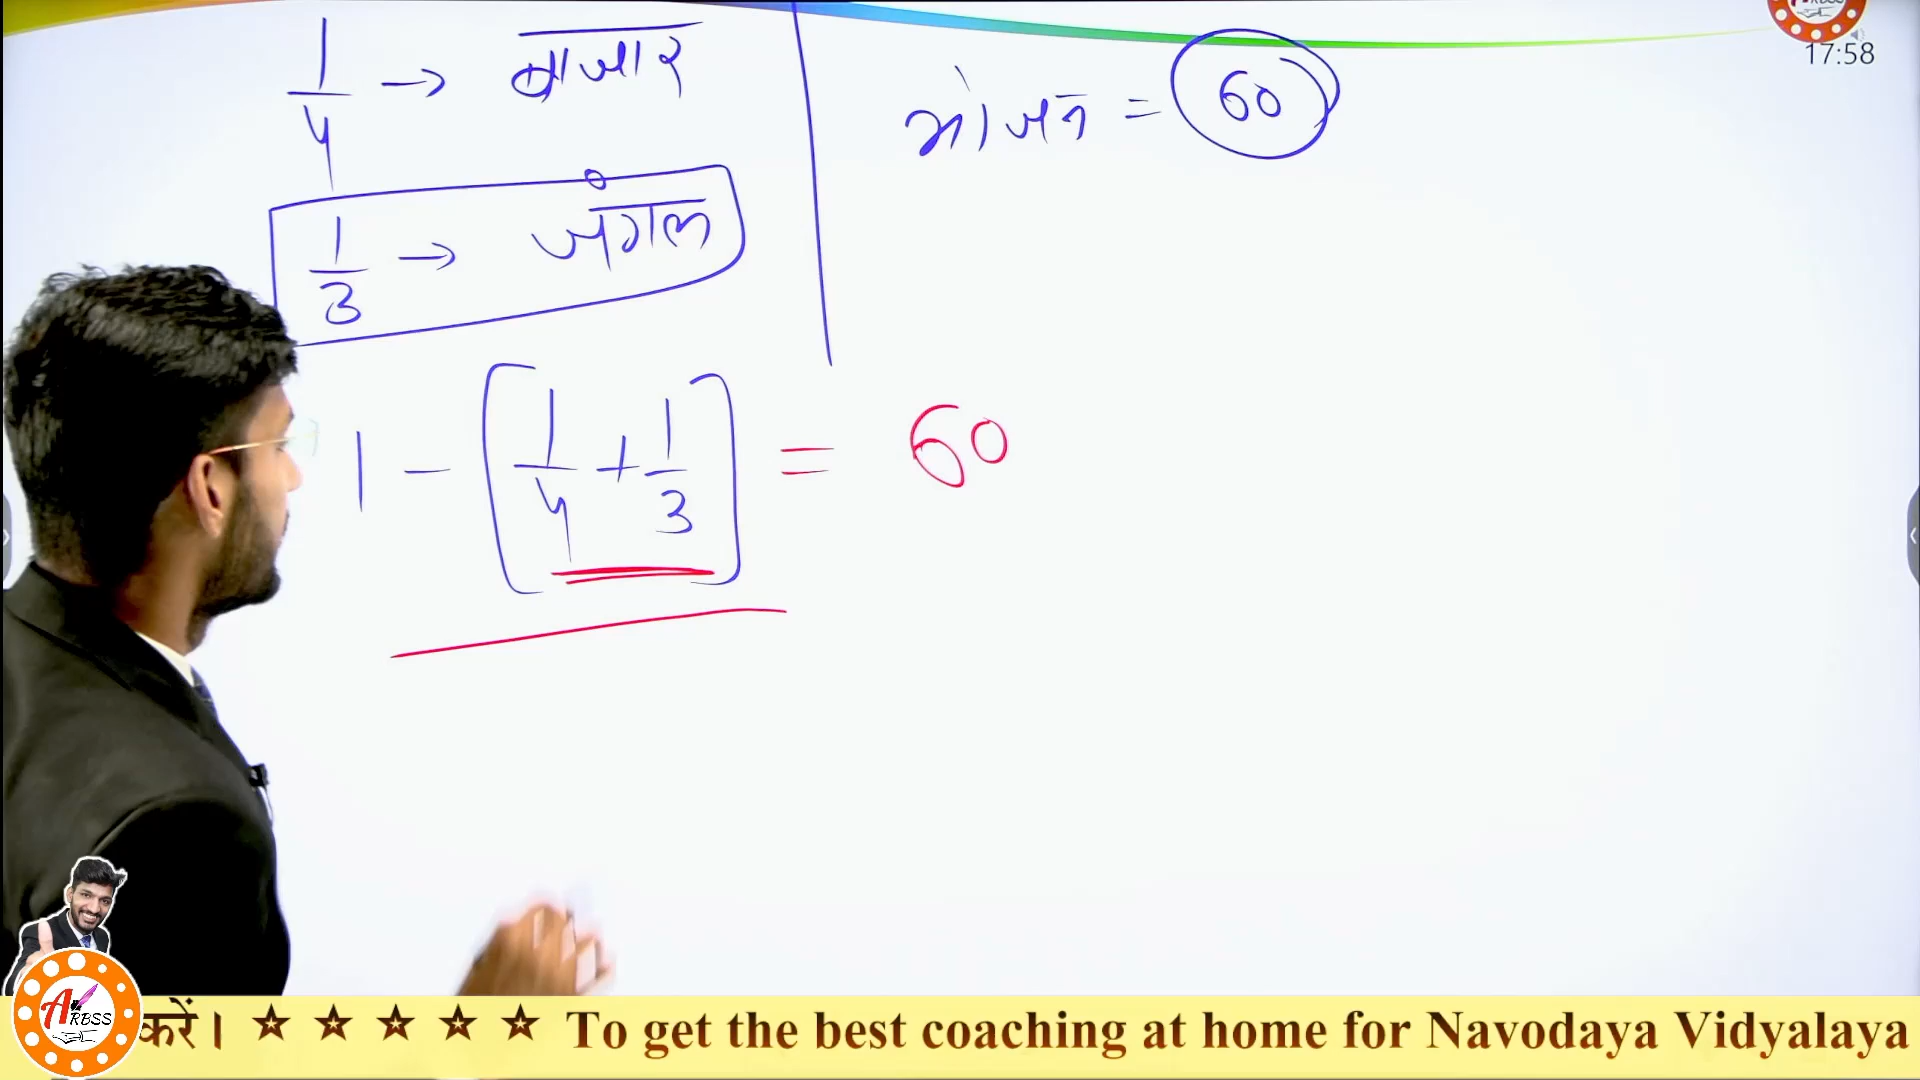 17:58
1/4 → बाजार
भोजन = 60
1/3 → जंगल
1 - [1/4 + 1/3] = 60
ARBSS
करें। ☆ ☆ ☆ ☆ ☆ To get the best coaching at home for Navodaya Vidyalaya